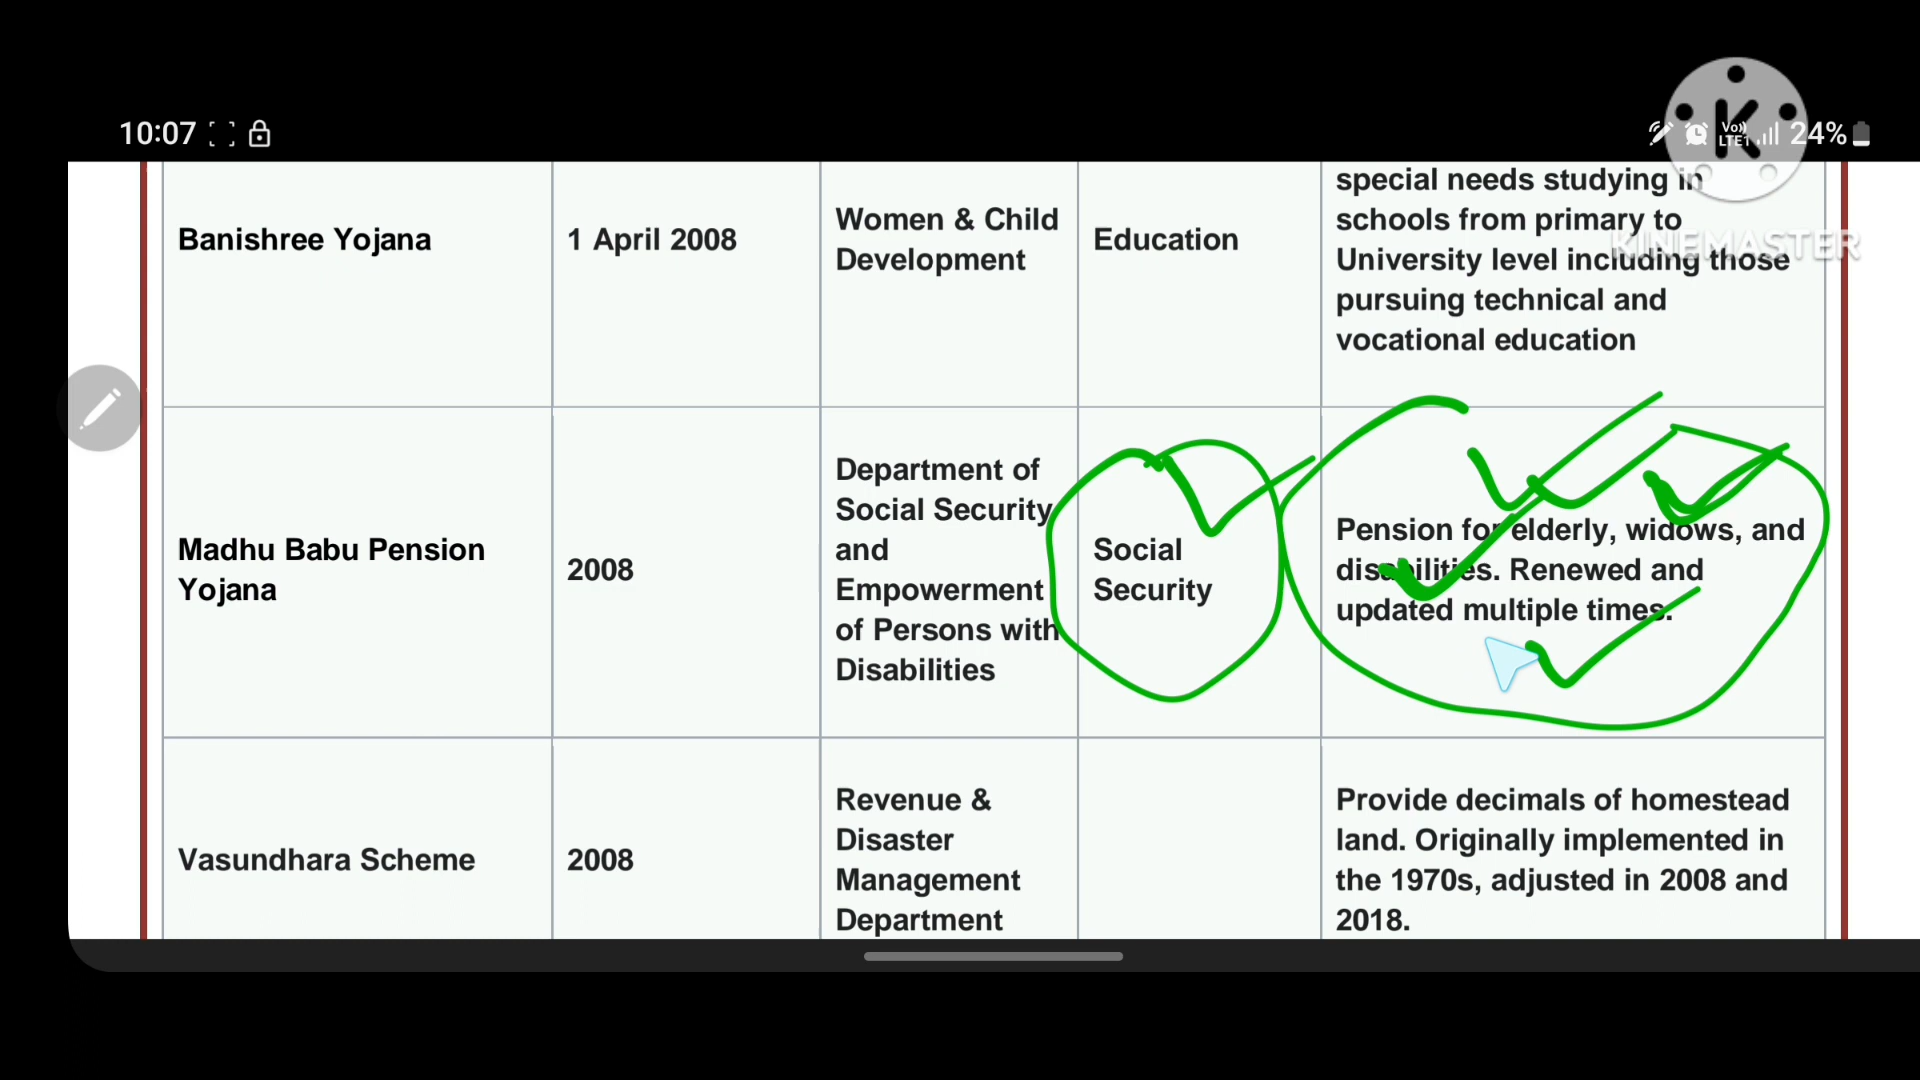 10:07
Vo))
LTE1
24%
KINEMASTER
Banishree Yojana
1 April 2008
Women & Child
Development
Education
special needs studying in
schools from primary to
University level including those
pursuing technical and
vocational education
Madhu Babu Pension
Yojana
2008
Department of
Social Security
and
Empowerment
of Persons with
Disabilities
Social
Security
Pension for elderly, widows, and
disabilities. Renewed and
updated multiple times.
Vasundhara Scheme
2008
Revenue &
Disaster
Management
Department
Provide decimals of homestead
land. Originally implemented in
the 1970s, adjusted in 2008 and
2018.